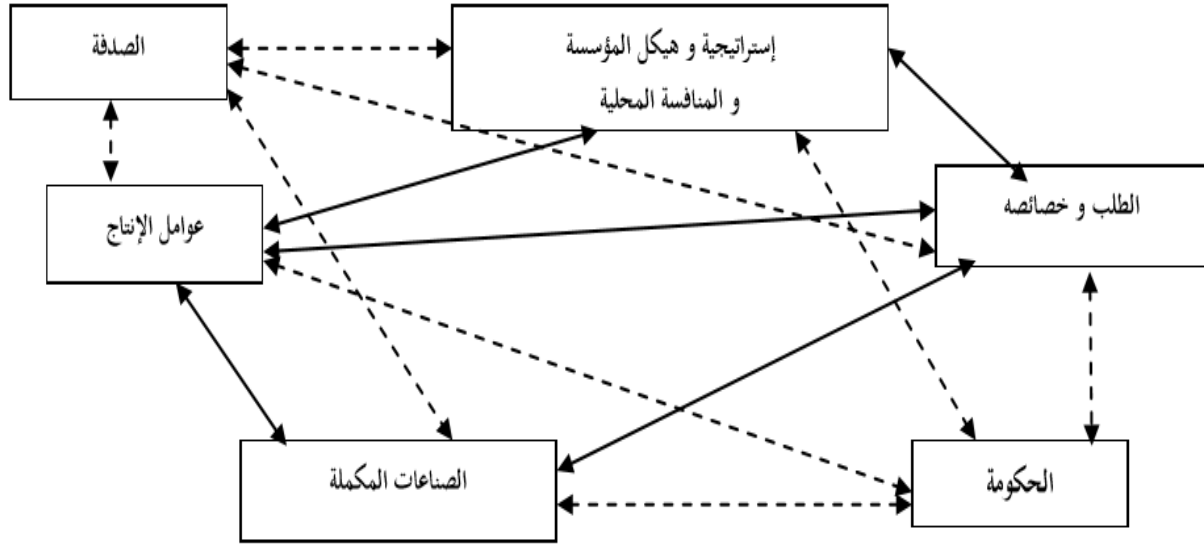 الصدفة
إستراتيجية و هيكل المؤسسة
و المنافسة المحلية
الطلب و خصائصه
عوامل الإنتاج
الصناعات المكملة
الحكومة